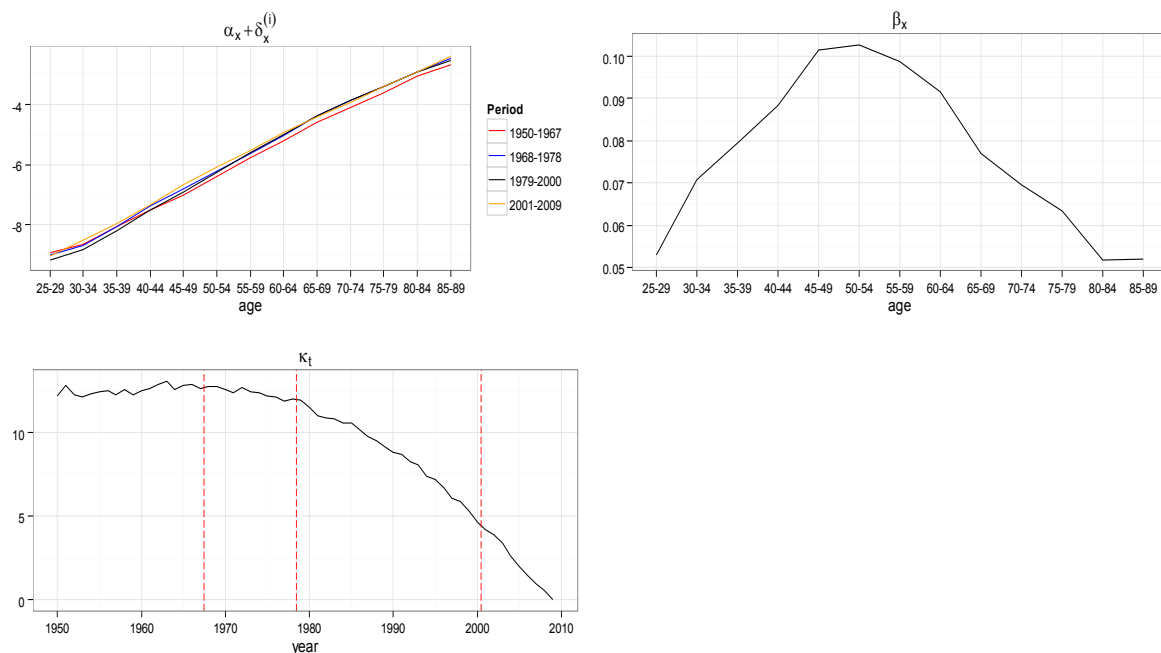 α_x + δ_x^(i)
-4
-6
-8
25-29 30-34 35-39 40-44 45-49 50-54 55-59 60-64 65-69 70-74 75-79 80-84 85-89
age
Period
1950-1967
1968-1978
1979-2000
2001-2009
β_x
0.10
0.09
0.08
0.07
0.06
0.05
25-29 30-34 35-39 40-44 45-49 50-54 55-59 60-64 65-69 70-74 75-79 80-84 85-89
age
κ_t
10
5
0
1950 1960 1970 1980 1990 2000 2010
year